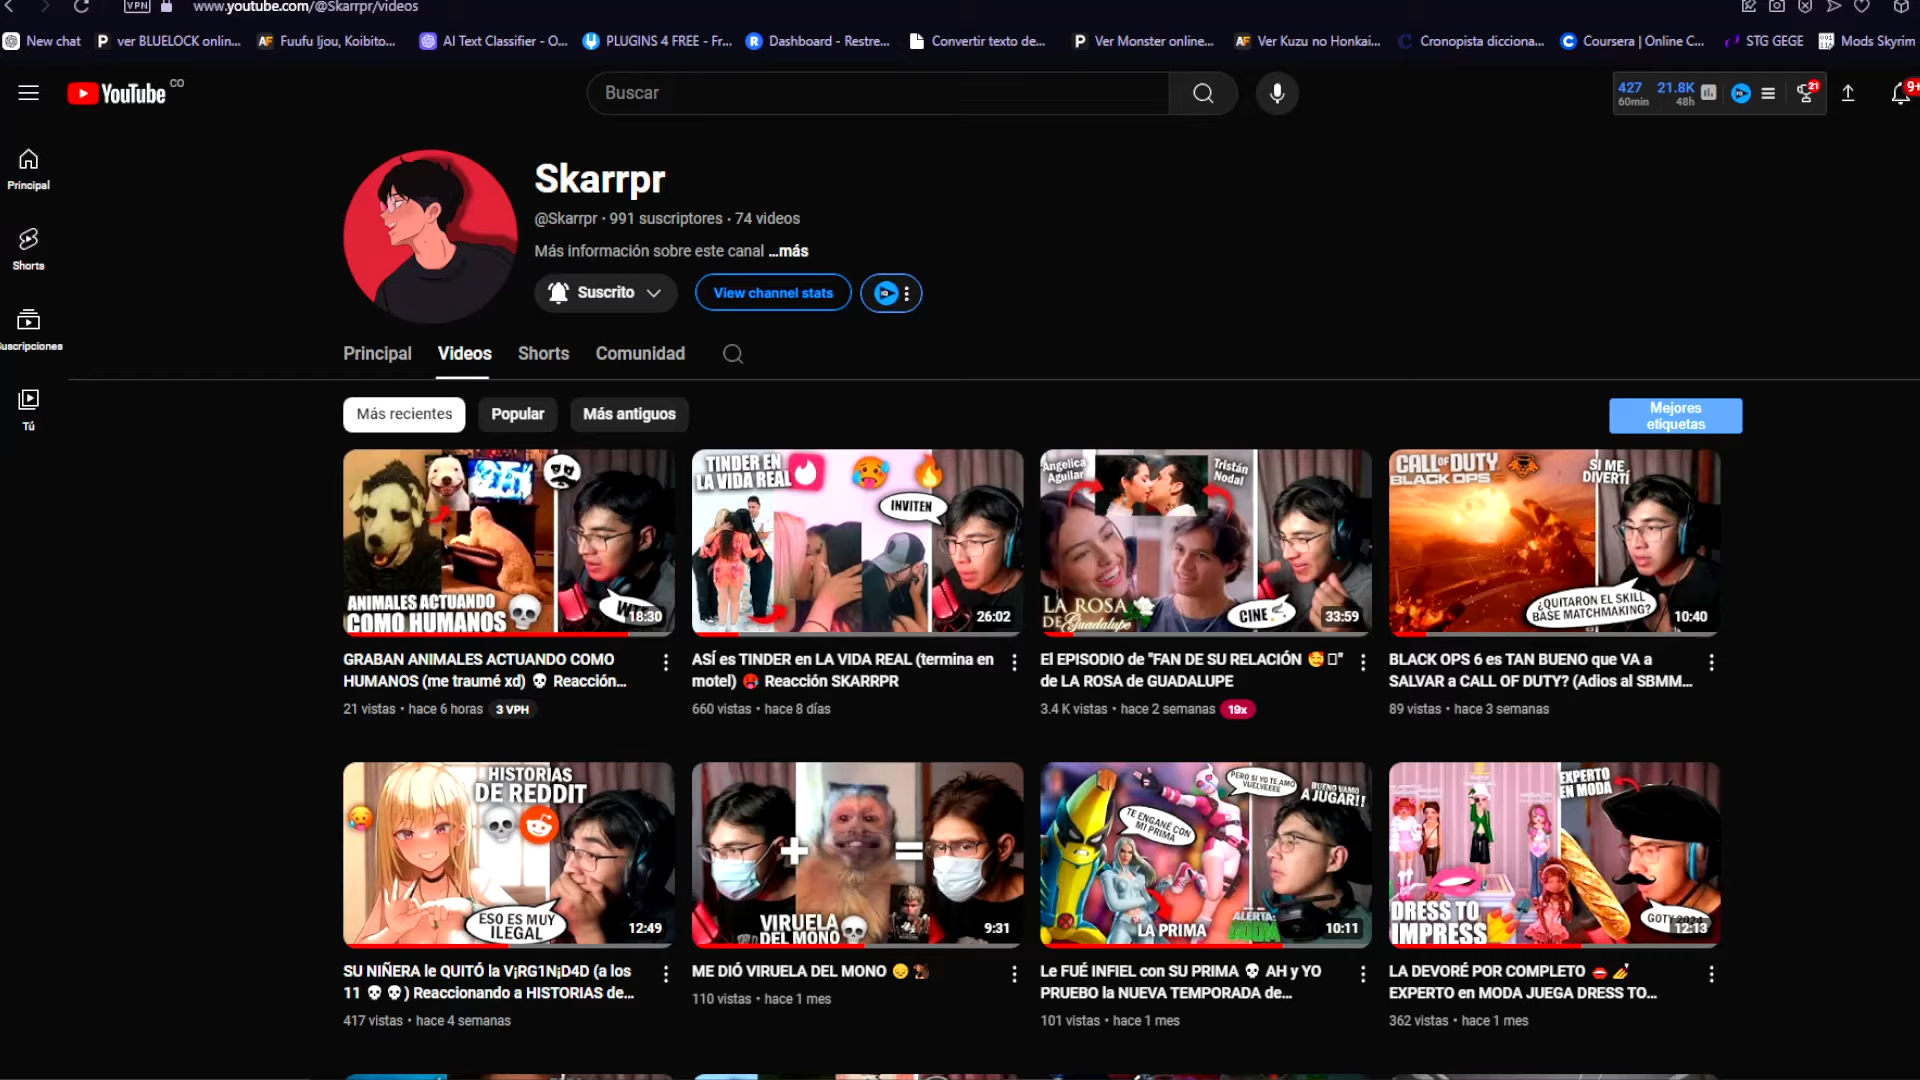 VPN
www.youtube.com/@Skarrpr/videos
New chat
ver BLUELOCK onlin...
Fuufu Ijou, Koibito...
AI Text Classifier - O...
PLUGINS 4 FREE - Fr...
Dashboard - Restre...
Convertir texto de...
Ver Monster online...
Ver Kuzu no Honkai...
Cronopista dicciona...
Coursera | Online C...
STG GEGE
Mods Skyrim
YouTube CO
Buscar
427 21.8K
60min 48h
21
9+
Principal
Shorts
uscripciones
Tú
Skarrpr
@Skarrpr • 991 suscriptores • 74 videos
Más información sobre este canal ...más
Suscrito
View channel stats
Principal Videos Shorts Comunidad
Más recientes Popular Más antiguos
Mejores
etiquetas
ANIMALES ACTUANDO
COMO HUMANOS
WTF
18:30
TINDER EN
LA VIDA REAL
INVITEN
26:02
Angelica
Aguilar
Tristán
Nodal
LA ROSA
DE Guadalupe
CINE
33:59
CALL OF DUTY
BLACK OPS
SI ME
DIVERTÍ
¿QUITARON EL SKILL
BASE MATCHMAKING?
10:40
GRABAN ANIMALES ACTUANDO COMO
HUMANOS (me traumé xd) 💀 Reacción...
21 vistas • hace 6 horas 3 VPH
ASÍ es TINDER en LA VIDA REAL (termina en
motel) 🥵 Reacción SKARRPR
660 vistas • hace 8 días
El EPISODIO de "FAN DE SU RELACIÓN 🥰▯"
de LA ROSA de GUADALUPE
3.4 K vistas • hace 2 semanas 19x
BLACK OPS 6 es TAN BUENO que VA a
SALVAR a CALL OF DUTY? (Adios al SBMM...
89 vistas • hace 3 semanas
HISTORIAS
DE REDDIT
ESO ES MUY
ILEGAL
12:49
VIRUELA
DEL MONO
9:31
PERO SI YO TE AMO
VUELVEEEE
BUENO VAMO
A JUGAR!!
TE ENGAÑÉ CON
MI PRIMA
LA PRIMA
ALERTA:
10:11
EXPERTO
EN MODA
DRESS TO
IMPRESS
GOTY 2024
12:13
SU NIÑERA le QUITÓ la V¡RG1N¡D4D (a los
11 💀💀) Reaccionando a HISTORIAS de...
417 vistas • hace 4 semanas
ME DIÓ VIRUELA DEL MONO 😔🐒
110 vistas • hace 1 mes
Le FUÉ INFIEL con SU PRIMA 💀 AH y YO
PRUEBO la NUEVA TEMPORADA de...
101 vistas • hace 1 mes
LA DEVORÉ POR COMPLETO 👄💅
EXPERTO en MODA JUEGA DRESS TO...
362 vistas • hace 1 mes